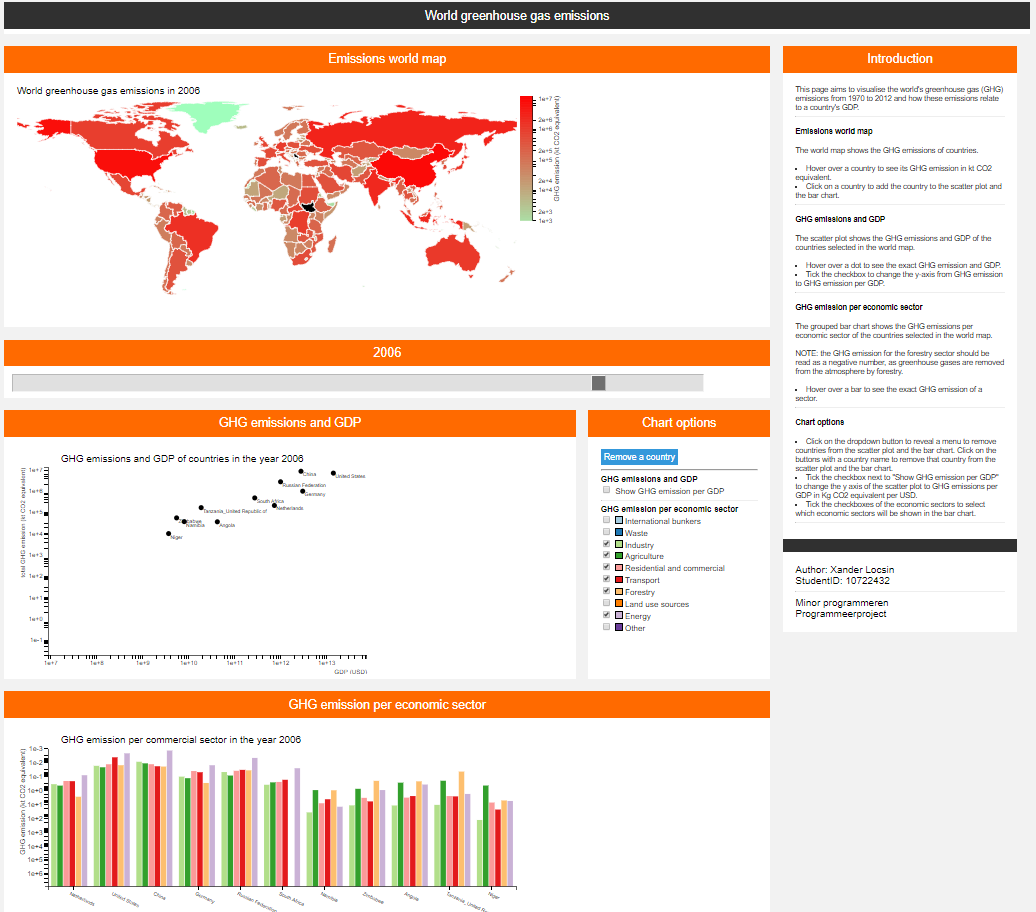 World greenhouse gas emissions
Emissions world map
World greenhouse gas emissions in 2006
1e+7
2e+6
1e+6
2e+5
1e+5
2e+4
1e+4
2e+3
1e+3
GHG emission (kt CO2 equivalent)
2006
GHG emissions and GDP
GHG emissions and GDP of countries in the year 2006
total GHG emission (kt CO2 equivalent)
1e+7
1e+6
1e+5
1e+4
1e+3
1e+2
1e+1
1e+0
1e-1
China
United States
Russian Federation
Germany
South Africa
Netherlands
Tanzania_United Republic of
Namibia
Angola
Niger
1e+7
1e+8
1e+9
1e+10
1e+11
1e+12
1e+13
GDP (USD)
Chart options
Remove a country
GHG emissions and GDP
Show GHG emission per GDP
GHG emission per economic sector
International bunkers
Waste
Industry
Agriculture
Residential and commercial
Transport
Forestry
Land use sources
Energy
Other
GHG emission per economic sector
GHG emission per commercial sector in the year 2006
GHG emission (kt CO2 equivalent)
1e-3
1e-2
1e-1
1e+0
1e+1
1e+2
1e+3
1e+4
1e+5
1e+6
Netherlands
United States
China
Germany
Russian Federation
South Africa
Namibia
Zimbabwe
Angola
Tanzania_United R
Niger
Introduction
This page aims to visualise the world's greenhouse gas (GHG)
emissions from 1970 to 2012 and how these emissions relate
to a country's GDP.
Emissions world map
The world map shows the GHG emissions of countries.
• Hover over a country to see its GHG emission in kt CO2
equivalent.
• Click on a country to add the country to the scatter plot and
the bar chart.
GHG emissions and GDP
The scatter plot shows the GHG emissions and GDP of the
countries selected in the world map.
• Hover over a dot to see the exact GHG emission and GDP.
• Tick the checkbox to change the y-axis from GHG emission
to GHG emission per GDP.
GHG emission per economic sector
The grouped bar chart shows the GHG emissions per
economic sector of the countries selected in the world map.
NOTE: the GHG emission for the forestry sector should be
read as a negative number, as greenhouse gases are removed
from the atmosphere by forestry.
• Hover over a bar to see the exact GHG emission of a
sector.
Chart options
• Click on the dropdown button to reveal a menu to remove
countries from the scatter plot and the bar chart. Click on the
buttons with a country name to remove that country from the
scatter plot and the bar chart.
• Tick the checkbox next to "Show GHG emission per GDP"
to change the y axis of the scatter plot to GHG emissions per
GDP in Kg CO2 equivalent per USD.
• Tick the checkboxes of the economic sectors to select
which economic sectors will be shown in the bar chart.
Author: Xander Locsin
StudentID: 10722432
Minor programmeren
Programmeerproject